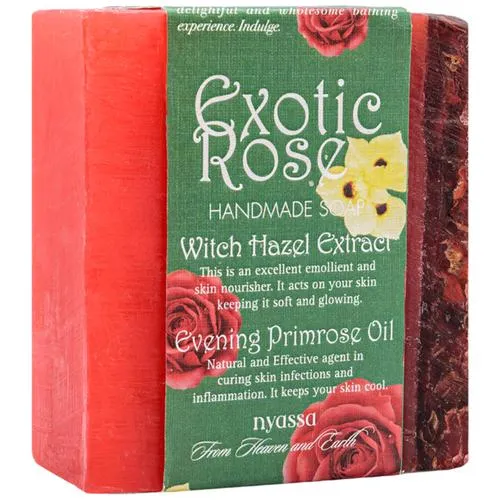 delightful and wholesome bathing
experience. Indulge.
Exotic
Rose
HANDMADE SOAP
Witch Hazel Extract
This is an excellent emollient and
skin nourisher. It acts on your skin
keeping it soft and glowing.
Evening Primrose Oil
Natural and Effective agent in
curing skin infections and
inflammation. It keeps your skin cool.
nyassa
From Heaven and Earth